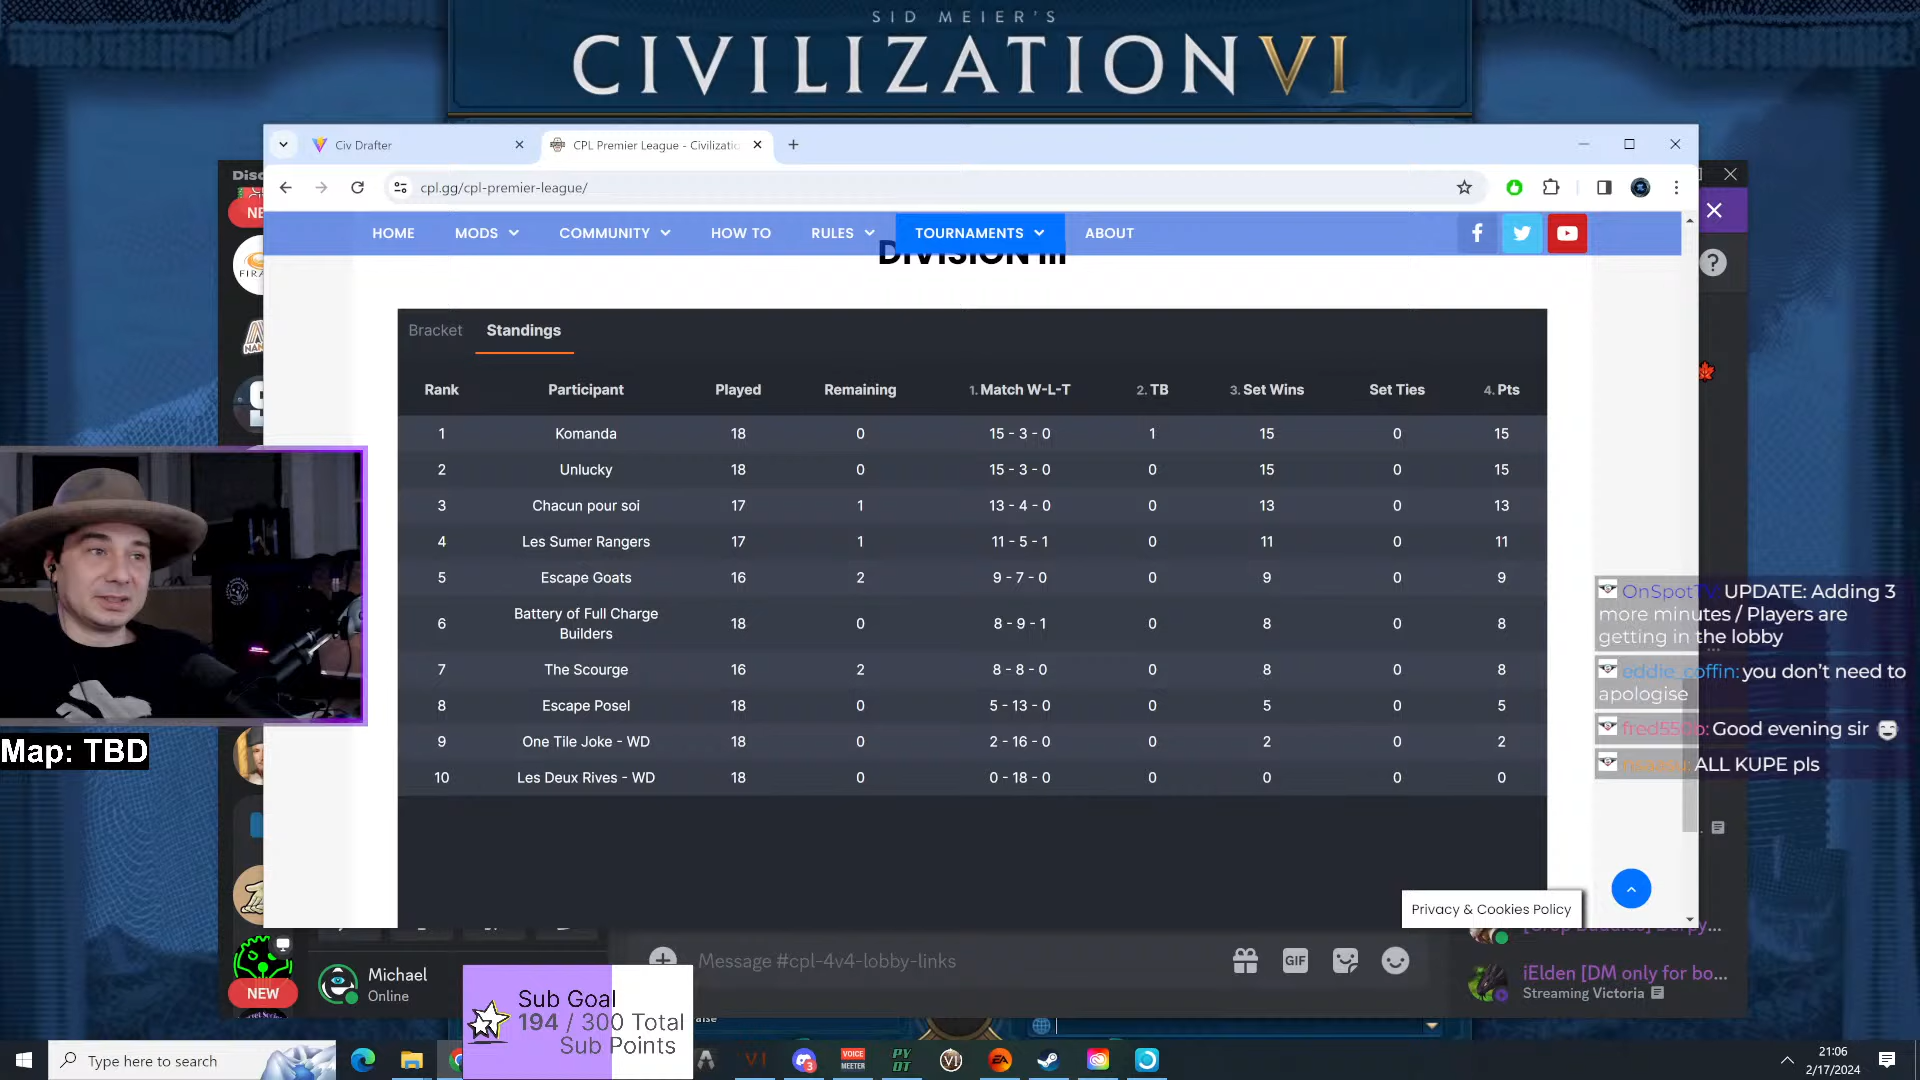 SID MEIER'S
CIVILIZATION VI
Civ Drafter
CPL Premier League - Civilizatio
cpl.gg/cpl-premier-league/
HOME MODS COMMUNITY HOW TO RULES TOURNAMENTS ABOUT
DIVISION III
Bracket Standings
Rank Participant Played Remaining 1. Match W-L-T 2. TB 3. Set Wins Set Ties 4. Pts
1 Komanda 18 0 15 - 3 - 0 1 15 0 15
2 Unlucky 18 0 15 - 3 - 0 0 15 0 15
3 Chacun pour soi 17 1 13 - 4 - 0 0 13 0 13
4 Les Sumer Rangers 17 1 11 - 5 - 1 0 11 0 11
5 Escape Goats 16 2 9 - 7 - 0 0 9 0 9
6 Battery of Full Charge Builders 18 0 8 - 9 - 1 0 8 0 8
7 The Scourge 16 2 8 - 8 - 0 0 8 0 8
8 Escape Posel 18 0 5 - 13 - 0 0 5 0 5
9 One Tile Joke - WD 18 0 2 - 16 - 0 0 2 0 2
10 Les Deux Rives - WD 18 0 0 - 18 - 0 0 0 0 0
OnSpotTV UPDATE: Adding 3
more minutes / Players are
getting in the lobby
eddie_coffin: you don't need to
apologise
Good evening sir
ALL KUPE pls
Map: TBD
Privacy & Cookies Policy
Michael
Online
NEW
Message #cpl-4v4-lobby-links
GIF
iElden [DM only for bo...
Streaming Victoria
Sub Goal
194 / 300 Total
Sub Points
Type here to search
VOICE
MEETER
21:06
2/17/2024